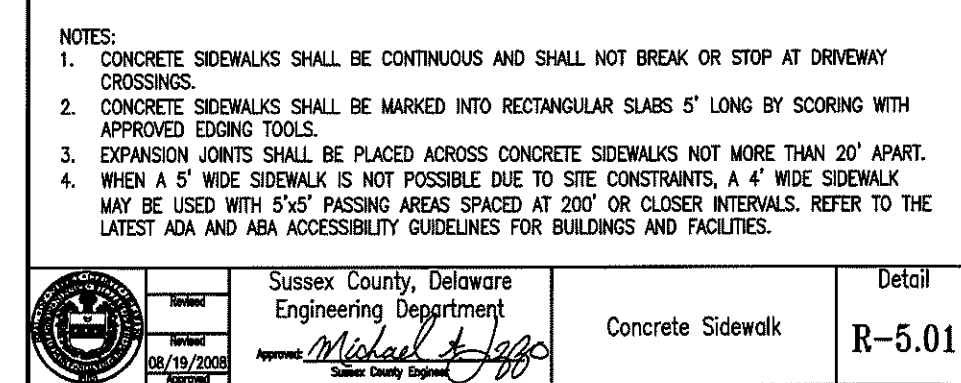 NOTES:
1. CONCRETE SIDEWALKS SHALL BE CONTINUOUS AND SHALL NOT BREAK OR STOP AT DRIVEWAY
CROSSINGS.
2. CONCRETE SIDEWALKS SHALL BE MARKED INTO RECTANGULAR SLABS 5' LONG BY SCORING WITH
APPROVED EDGING TOOLS.
3. EXPANSION JOINTS SHALL BE PLACED ACROSS CONCRETE SIDEWALKS NOT MORE THAN 20' APART.
4. WHEN A 5' WIDE SIDEWALK IS NOT POSSIBLE DUE TO SITE CONSTRAINTS, A 4' WIDE SIDEWALK
MAY BE USED WITH 5'x5' PASSING AREAS SPACED AT 200' OR CLOSER INTERVALS. REFER TO THE
LATEST ADA AND ABA ACCESSIBILITY GUIDELINES FOR BUILDINGS AND FACILITIES.
Revised
Revised
08/19/2008
Approved
Sussex County, Delaware
Engineering Department
Approved: Michael A. Izzo
Sussex County Engineer
Concrete Sidewalk
Detail
R-5.01